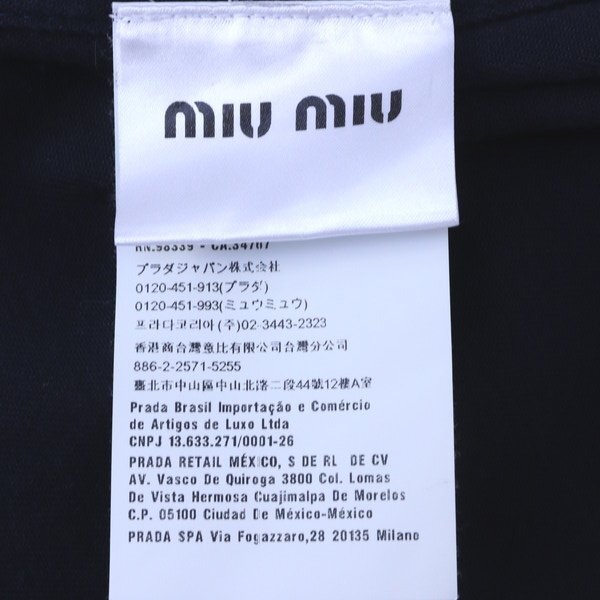 miu miu
RN.98339 - CA.34707
プラダジャパン株式会社
0120-451-913(プラダ)
0120-451-993(ミュウミュウ)
프라다코리아 (주)02-3443-2323
香港商台灣意比有限公司台灣分公司
886-2-2571-5255
臺北市中山區中山北路二段44號12樓A室
Prada Brasil Importação e Comércio
de Artigos de Luxo Ltda
CNPJ 13.633.271/0001-26
PRADA RETAIL MÉXICO, S DE RL DE CV
AV. Vasco De Quiroga 3800 Col. Lomas
De Vista Hermosa Cuajimalpa De Morelos
C.P. 05100 Ciudad De México-México
PRADA SPA Via Fogazzaro,28 20135 Milano